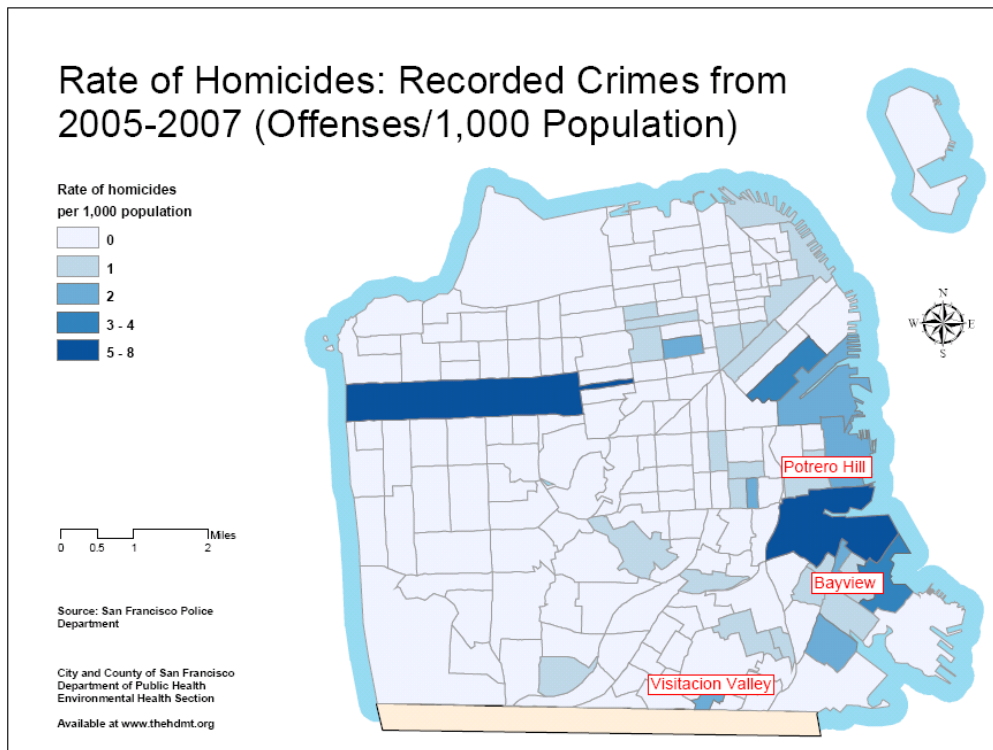 Rate of Homicides: Recorded Crimes from
2005-2007 (Offenses/1,000 Population)
Rate of homicides
per 1,000 population
0
1
2
3 - 4
5 - 8
N
W
E
S
Potrero Hill
Bayview
Visitacion Valley
Miles
0 0.5 1 2
Source: San Francisco Police
Department
City and County of San Francisco
Department of Public Health
Environmental Health Section
Available at www.thehdmt.org